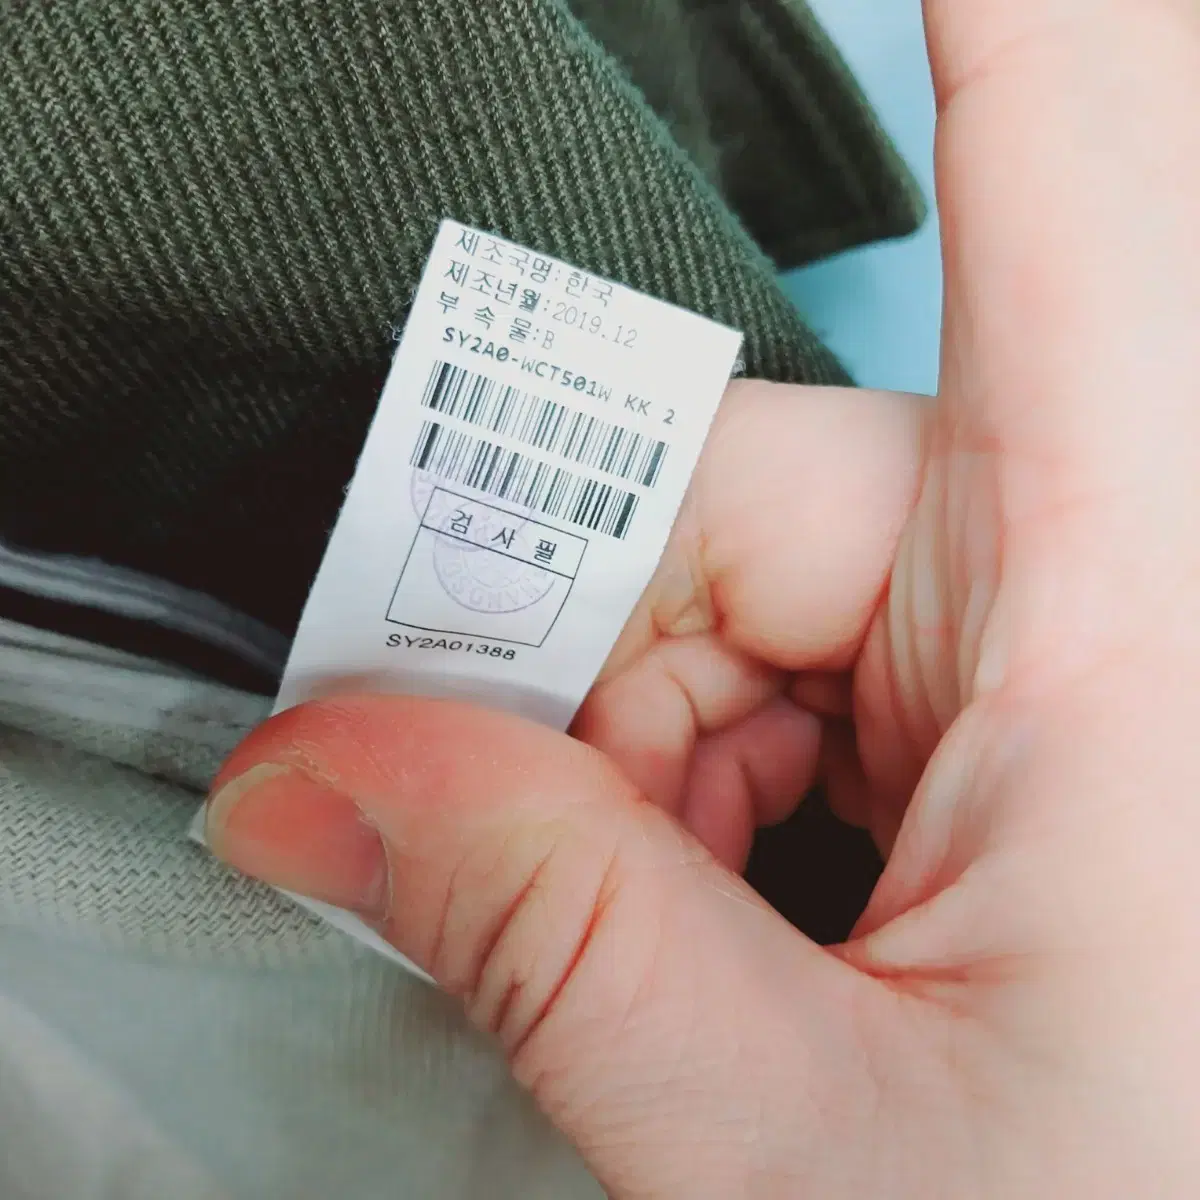 제조국명:한국
제조년월:2019.12
부 속 물:B
SY2A0-WCT501W KK 2
검 사 필
HANDSO
SY2A01388